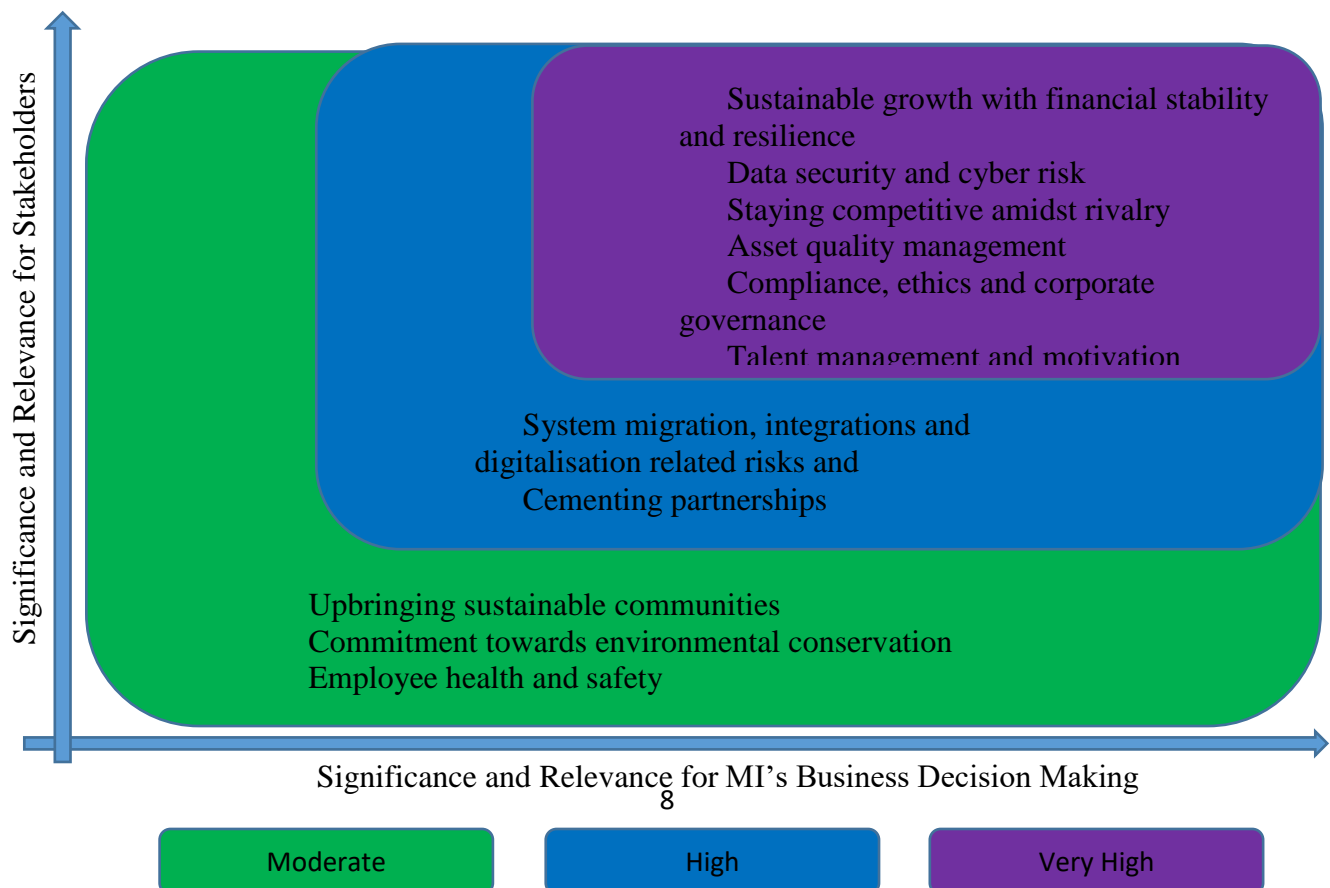 Significance and Relevance for Stakeholders
Sustainable growth with financial stability
and resilience
Data security and cyber risk
Staying competitive amidst rivalry
Asset quality management
Compliance, ethics and corporate
governance
Talent management and motivation
System migration, integrations and
digitalisation related risks and
Cementing partnerships
Upbringing sustainable communities
Commitment towards environmental conservation
Employee health and safety
Significance and Relevance for MI’s Business Decision Making
8
Moderate
High
Very High